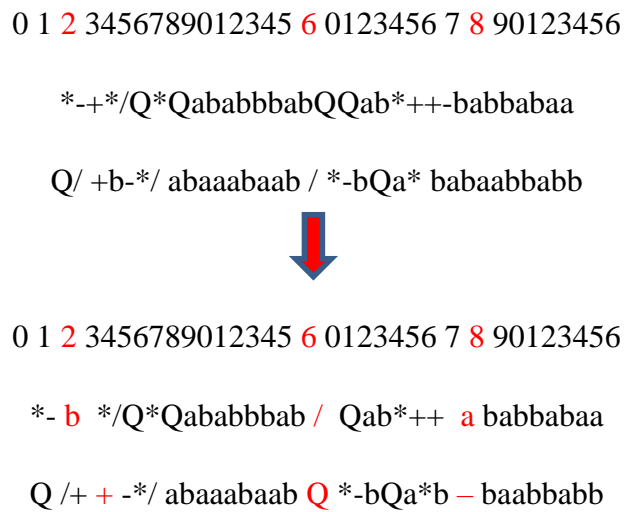 0 1 2 3456789012345 6 0123456 7 8 90123456
*-+*/Q*QababbbabQQab*++-babbabaa
Q/ +b-*/ abaaabaab / *-bQa* babaabbabb
0 1 2 3456789012345 6 0123456 7 8 90123456
*- b */Q*Qababbbab / Qab*++ a babbabaa
Q /+ + -*/ abaaabaab Q *-bQa*b – baabbabb